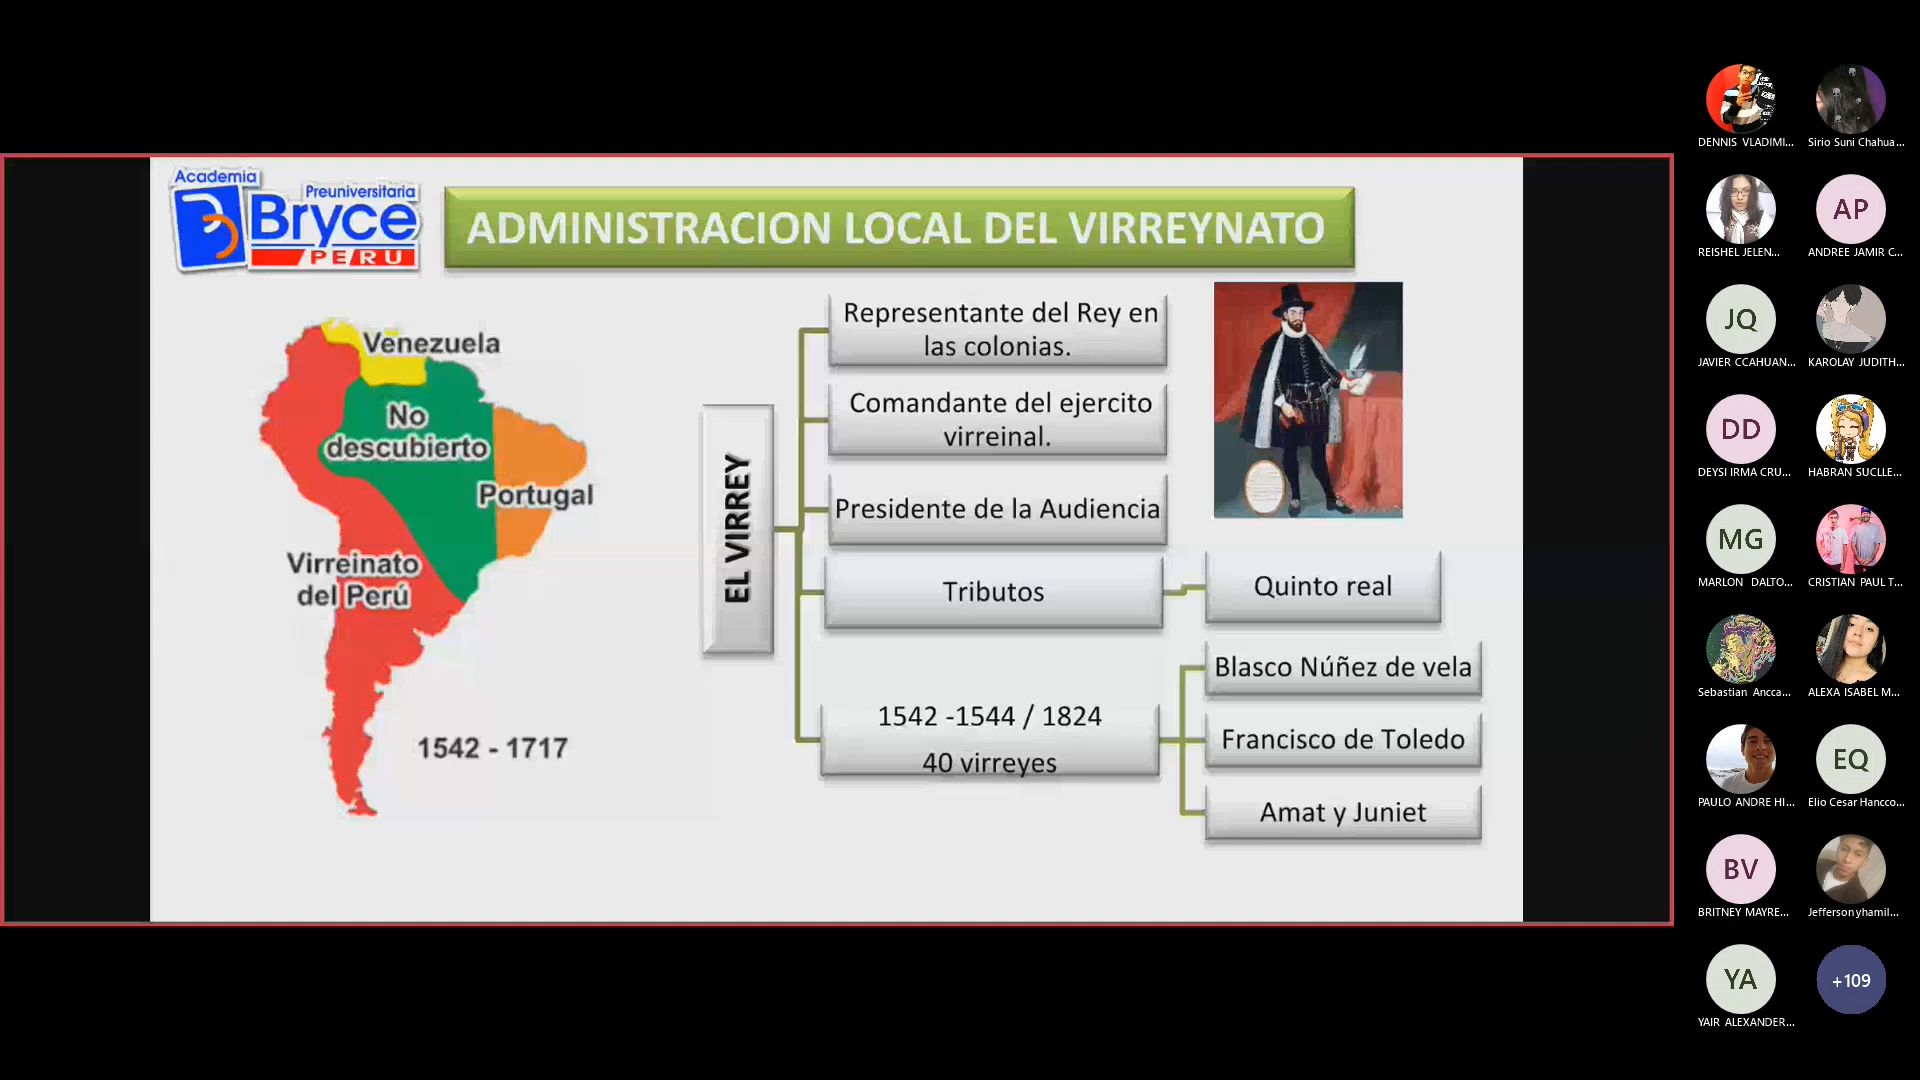 Academia
Preuniversitaria
Bryce
PERU
ADMINISTRACION LOCAL DEL VIRREYNATO
Venezuela
No
descubierto
Portugal
Virreinato
del Perú
1542 - 1717
EL VIRREY
Representante del Rey en
las colonias.
Comandante del ejercito
virreinal.
Presidente de la Audiencia
Tributos
Quinto real
1542 -1544 / 1824
40 virreyes
Blasco Núñez de vela
Francisco de Toledo
Amat y Juniet
DENNIS VLADIMI...
Sirio Suni Chahua...
REISHEL JELEN...
AP
ANDREE JAMIR C...
JQ
JAVIER CCAHUAN...
KAROLAY JUDITH...
DD
DEYSI IRMA CRU...
HABRAN SUCLLE...
MG
MARLON DALTO...
CRISTIAN PAUL T...
Sebastian Ancca...
ALEXA ISABEL M...
PAULO ANDRE HI...
EQ
Elio Cesar Hancco...
BV
BRITNEY MAYRE...
Jefferson yhamil...
YA
YAIR ALEXANDER...
+109